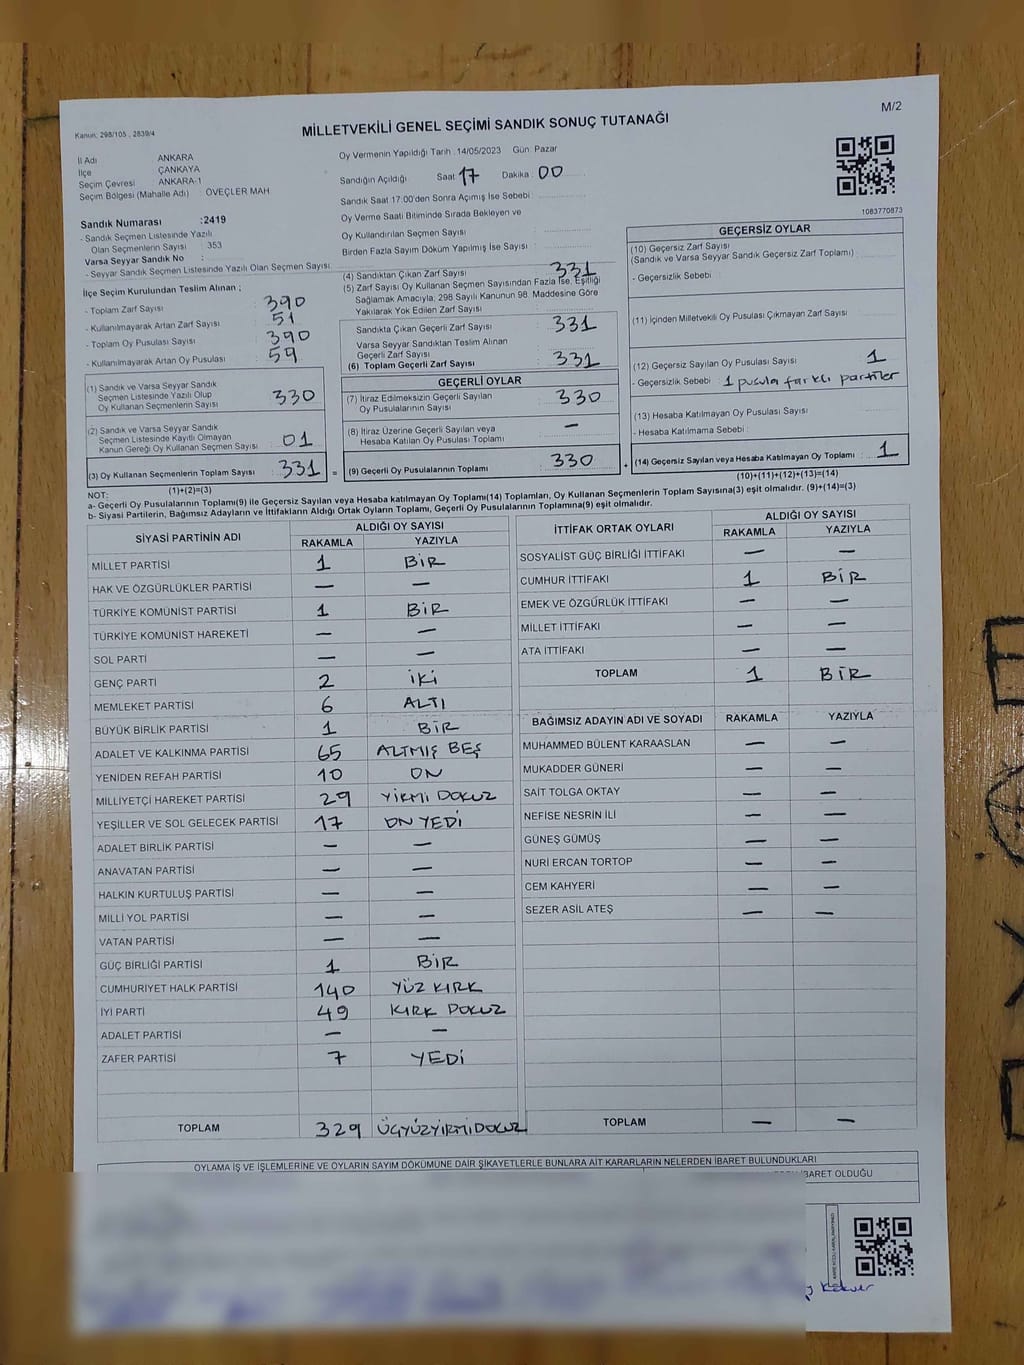 Kanun: 298/105 , 2839/4
MİLLETVEKİLİ GENEL SEÇİMİ SANDIK SONUÇ TUTANAĞI
M/2
İl Adı ANKARA
İlçe ÇANKAYA
Seçim Çevresi ANKARA-1
Seçim Bölgesi (Mahalle Adı) : ÖVEÇLER MAH
Sandık Numarası :2419
- Sandık Seçmen Listesinde Yazılı
Olan Seçmenlerin Sayısı : 353
Varsa Seyyar Sandık No :
- Seyyar Sandık Seçmen Listesinde Yazılı Olan Seçmen Sayısı:
İlçe Seçim Kurulundan Teslim Alınan ;
- Toplam Zarf Sayısı : 390
- Kullanılmayarak Artan Zarf Sayısı : 51
- Toplam Oy Pusulası Sayısı : 390
- Kullanılmayarak Artan Oy Pusulası : 59
(1) Sandık ve Varsa Seyyar Sandık
Seçmen Listesinde Yazılı Olup
Oy Kullanan Seçmenlerin Sayısı : 330
(2) Sandık ve Varsa Seyyar Sandık
Seçmen Listesinde Kayıtlı Olmayan
Kanun Gereği Oy Kullanan Seçmen Sayısı : 01
(3) Oy Kullanan Seçmenlerin Toplam Sayısı : 331 =
(1)+(2)=(3)
Oy Vermenin Yapıldığı Tarih :14/05/2023 Gün: Pazar
Sandığın Açıldığı Saat 17 Dakika : 00
Sandık Saat 17:00'den Sonra Açımış İse Sebebi :
Oy Verme Saati Bitiminde Sırada Bekleyen ve
Oy Kullandırılan Seçmen Sayısı :
Birden Fazla Sayım Döküm Yapılmış İse Sayısı :
(4) Sandıktan Çıkan Zarf Sayısı : 331
(5) Zarf Sayısı Oy Kullanan Seçmen Sayısından Fazla İse, Eşitliği
Sağlamak Amacıyla; 298 Sayılı Kanunun 98. Maddesine Göre
Yakılarak Yok Edilen Zarf Sayısı :
Sandıkta Çıkan Geçerli Zarf Sayısı : 331
Varsa Seyyar Sandıktan Teslim Alınan
Geçerli Zarf Sayısı :
(6) Toplam Geçerli Zarf Sayısı : 331
GEÇERLİ OYLAR
(7) İtiraz Edilmeksizin Geçerli Sayılan
Oy Pusulalarının Sayısı : 330
(8) İtiraz Üzerine Geçerli Sayılan veya
Hesaba Katılan Oy Pusulası Toplamı : —
(9) Geçerli Oy Pusulalarının Toplamı : 330 +
1083770873
GEÇERSİZ OYLAR
(10) Geçersiz Zarf Sayısı
(Sandık ve Varsa Seyyar Sandık Geçersiz Zarf Toplamı) :
- Geçersizlik Sebebi :
(11) İçinden Milletvekili Oy Pusulası Çıkmayan Zarf Sayısı :
(12) Geçersiz Sayılan Oy Pusulası Sayısı : 1
- Geçersizlik Sebebi : 1 pusula farklı partiler
(13) Hesaba Katılmayan Oy Pusulası Sayısı :
- Hesaba Katılmama Sebebi :
(14) Geçersiz Sayılan veya Hesaba Katılmayan Oy Toplamı : 1
(10)+(11)+(12)+(13)=(14)
NOT:
a- Geçerli Oy Pusulalarının Toplamı(9) ile Geçersiz Sayılan veya Hesaba katılmayan Oy Toplamı(14) Toplamları, Oy Kullanan Seçmenlerin Toplam Sayısına(3) eşit olmalıdır. (9)+(14)=(3)
b- Siyasi Partilerin, Bağımsız Adayların ve İttifakların Aldığı Ortak Oyların Toplamı, Geçerli Oy Pusulalarının Toplamına(9) eşit olmalıdır.
SİYASİ PARTİNİN ADI ALDIĞI OY SAYISI
RAKAMLA YAZIYLA
MİLLET PARTİSİ 1 BİR
HAK VE ÖZGÜRLÜKLER PARTİSİ — —
TÜRKİYE KOMÜNİST PARTİSİ 1 BİR
TÜRKİYE KOMÜNİST HAREKETİ — —
SOL PARTİ — —
GENÇ PARTİ 2 İKİ
MEMLEKET PARTİSİ 6 ALTI
BÜYÜK BİRLİK PARTİSİ 1 BİR
ADALET VE KALKINMA PARTİSİ 65 ALTMIŞ BEŞ
YENİDEN REFAH PARTİSİ 10 ON
MİLLİYETÇİ HAREKET PARTİSİ 29 YİRMİ DOKUZ
YEŞİLLER VE SOL GELECEK PARTİSİ 17 ON YEDİ
ADALET BİRLİK PARTİSİ — —
ANAVATAN PARTİSİ — —
HALKIN KURTULUŞ PARTİSİ — —
MİLLİ YOL PARTİSİ — —
VATAN PARTİSİ — —
GÜÇ BİRLİĞİ PARTİSİ 1 BİR
CUMHURİYET HALK PARTİSİ 140 YÜZ KIRK
İYİ PARTİ 49 KIRK DOKUZ
ADALET PARTİSİ — —
ZAFER PARTİSİ 7 YEDİ
TOPLAM 329 ÜÇYÜZYİRMİDOKUZ
İTTİFAK ORTAK OYLARI ALDIĞI OY SAYISI
RAKAMLA YAZIYLA
SOSYALİST GÜÇ BİRLİĞİ İTTİFAKI — —
CUMHUR İTTİFAKI 1 BİR
EMEK VE ÖZGÜRLÜK İTTİFAKI — —
MİLLET İTTİFAKI — —
ATA İTTİFAKI — —
TOPLAM 1 BİR
BAĞIMSIZ ADAYIN ADI VE SOYADI RAKAMLA YAZIYLA
MUHAMMED BÜLENT KARAASLAN — —
MUKADDER GÜNERİ — —
SAİT TOLGA OKTAY — —
NEFİSE NESRİN İLİ — —
GÜNEŞ GÜMÜŞ — —
NURİ ERCAN TORTOP — —
CEM KAHYERİ — —
SEZER ASİL ATEŞ — —
TOPLAM — —
OYLAMA İŞ VE İŞLEMLERİNE VE OYLARIN SAYIM DÖKÜMÜNE DAİR ŞİKAYETLERLE BUNLARA AİT KARARLARIN NELERDEN İBARET BULUNDUKLARI
İBARET OLDUĞU